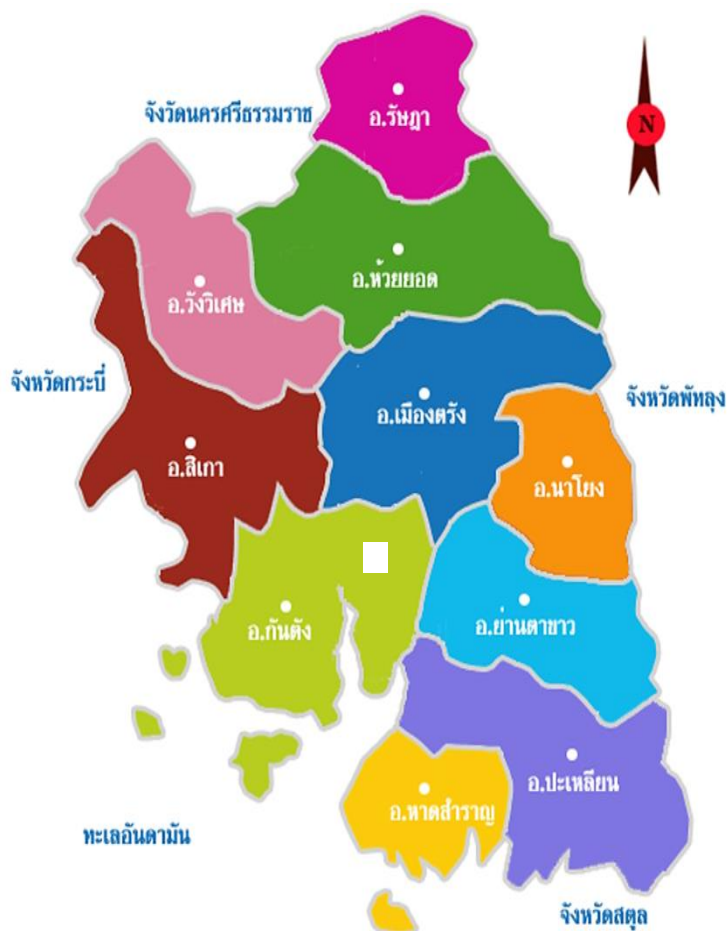 อ.รัษฎา
จังวัดนครศรีธรรมราช
N
อ.ห้วยยอด
อ.วังวิเศษ
จังหวัดกระบี่
จังหวัดพัทลุง
อ.เมืองตรัง
อ.สิเกา
อ.นาโยง
อ.กันตัง
อ.ย่านตาขาว
อ.ปะเหลียน
อ.หาดสำราญ
ทะเลอันดามัน
จังหวัดสตูล